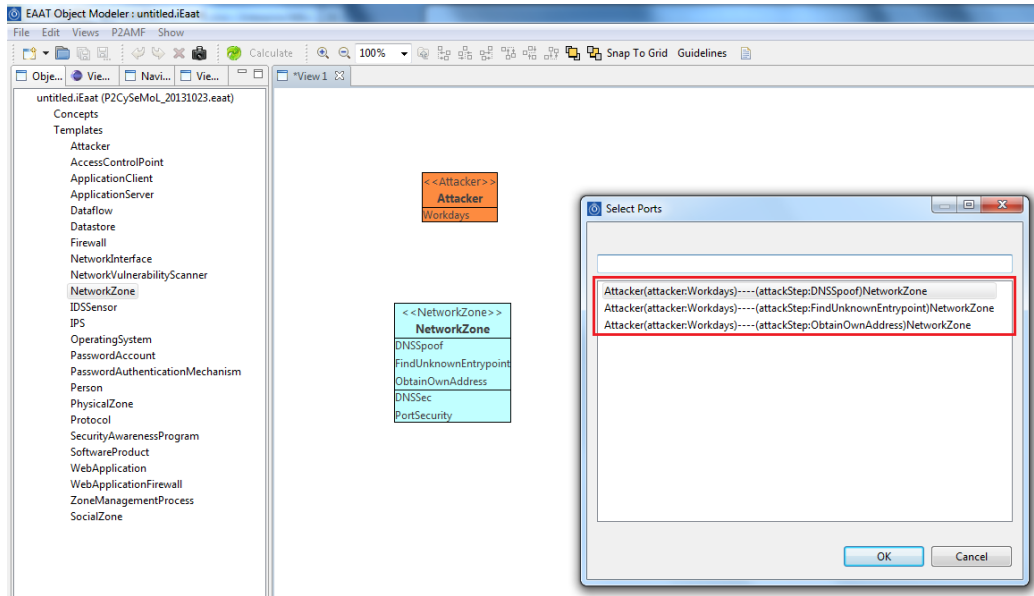 EAAT Object Modeler : untitled.iEaat
File Edit Views P2AMF Show
Calculate 100% Snap To Grid Guidelines
Obje... Vie... Navi... Vie... *View 1
untitled.iEaat (P2CySeMoL_20131023.eaat)
Concepts
Templates
Attacker
AccessControlPoint
ApplicationClient
ApplicationServer
Dataflow
Datastore
Firewall
NetworkInterface
NetworkVulnerabilityScanner
NetworkZone
IDSSensor
IPS
OperatingSystem
PasswordAccount
PasswordAuthenticationMechanism
Person
PhysicalZone
Protocol
SecurityAwarenessProgram
SoftwareProduct
WebApplication
WebApplicationFirewall
ZoneManagementProcess
SocialZone
<<Attacker>>
Attacker
Workdays
<<NetworkZone>>
NetworkZone
DNSSpoof
FindUnknownEntrypoint
ObtainOwnAddress
DNSSec
PortSecurity
Select Ports
Attacker(attacker:Workdays)----(attackStep:DNSSpoof)NetworkZone
Attacker(attacker:Workdays)----(attackStep:FindUnknownEntrypoint)NetworkZone
Attacker(attacker:Workdays)----(attackStep:ObtainOwnAddress)NetworkZone
OK Cancel